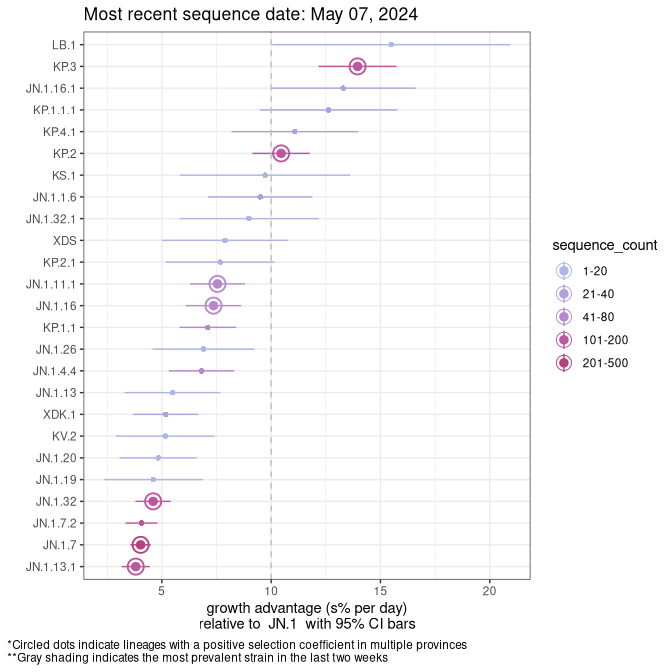 Most recent sequence date: May 07, 2024
LB.1
KP.3
JN.1.16.1
KP.1.1.1
KP.4.1
KP.2
KS.1
JN.1.1.6
JN.1.32.1
XDS
KP.2.1
JN.1.11.1
JN.1.16
KP.1.1
JN.1.26
JN.1.4.4
JN.1.13
XDK.1
KV.2
JN.1.20
JN.1.19
JN.1.32
JN.1.7.2
JN.1.7
JN.1.13.1
5 10 15 20
growth advantage (s% per day)
relative to JN.1 with 95% CI bars
sequence_count
1-20
21-40
41-80
101-200
201-500
*Circled dots indicate lineages with a positive selection coefficient in multiple provinces
**Gray shading indicates the most prevalent strain in the last two weeks